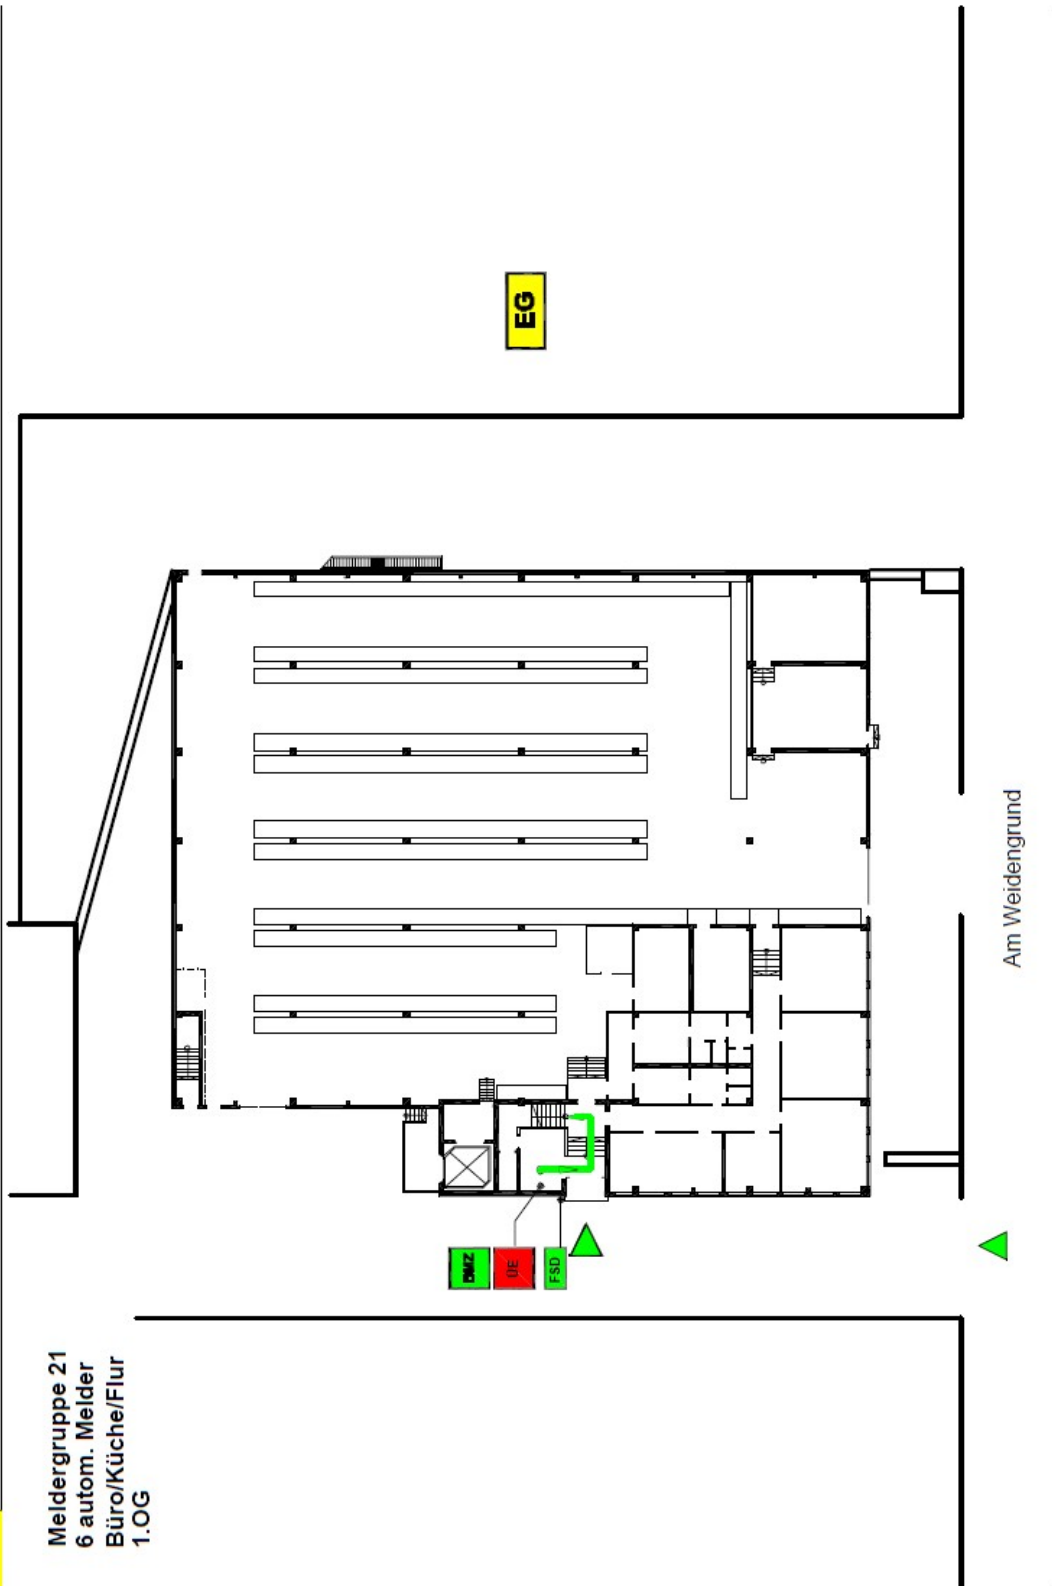 Meldergruppe 21
6 autom. Melder
Büro/Küche/Flur
1.OG
BMZ
ÜE
FSD
EG
Am Weidengrund